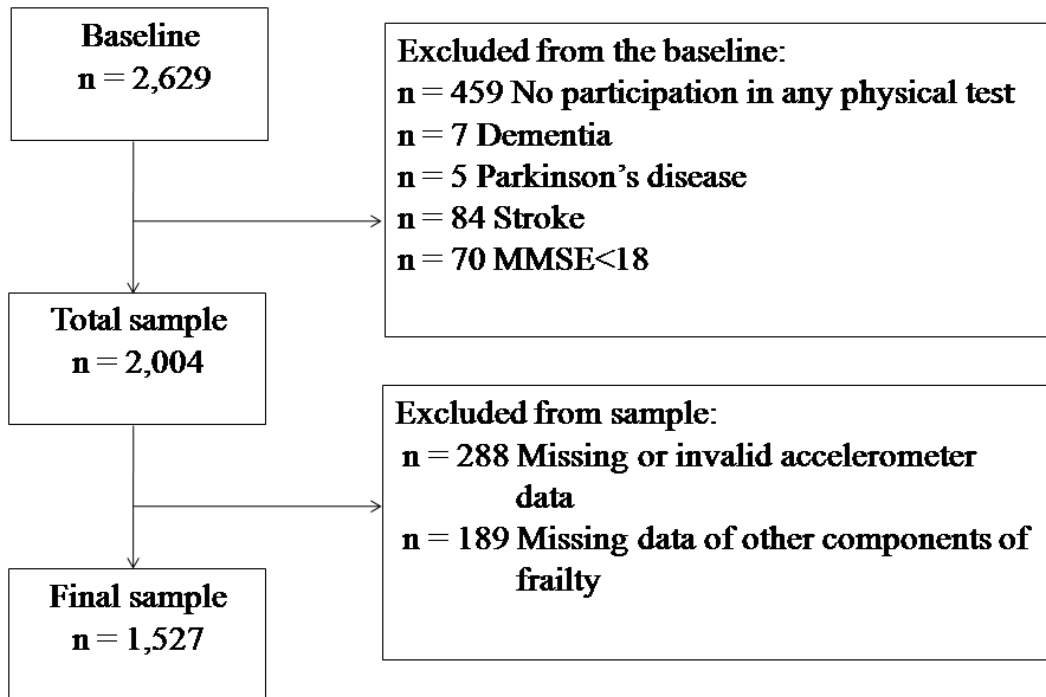 Baseline
n = 2,629
Excluded from the baseline:
n = 459 No participation in any physical test
n = 7 Dementia
n = 5 Parkinson's disease
n = 84 Stroke
n = 70 MMSE<18
Total sample
n = 2,004
Excluded from sample:
n = 288 Missing or invalid accelerometer
data
n = 189 Missing data of other components of
frailty
Final sample
n = 1,527